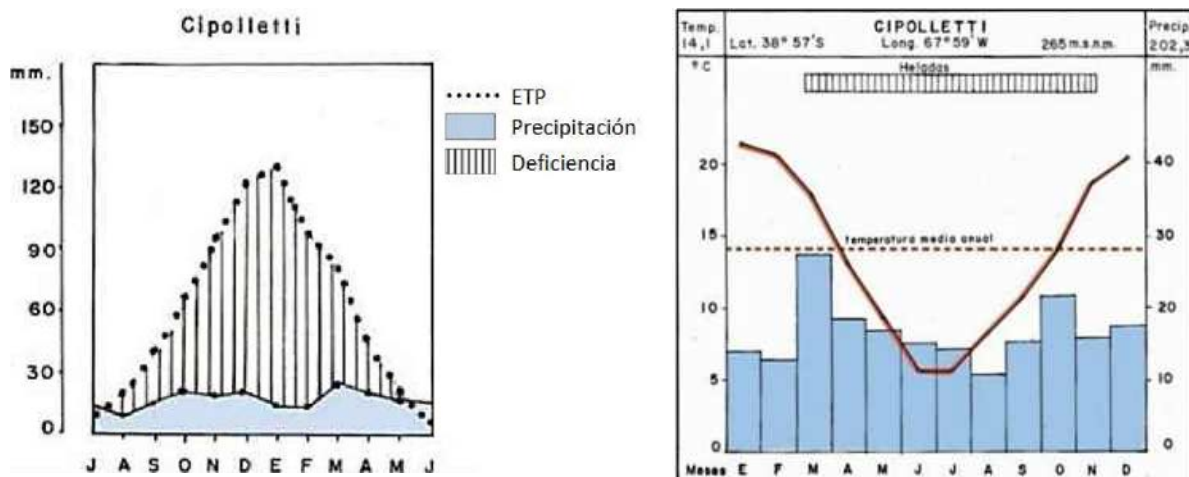 Cipolletti
mm.
150
120
90
60
30
0
J A S O N D E F M A M J
ETP
Precipitación
Deficiencia
Temp. CIPOLLETTI Precip
14,1 Lat. 38° 57'S Long. 67° 59' W 265 m.s.n.m. 202,3
°C Heladas mm.
20 40
15 temperatura media anual 30
10 20
5 10
0 0
Meses E F M A M J J A S O N D